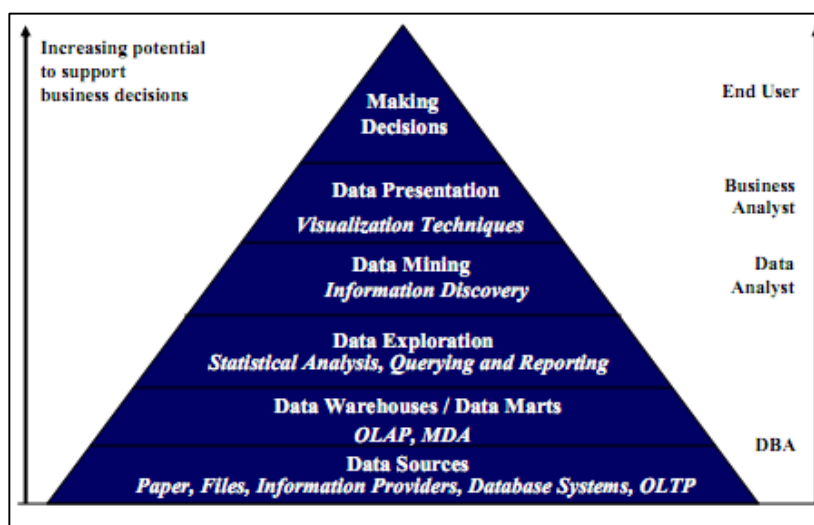 Increasing potential
to support
business decisions
Making
Decisions
End User
Data Presentation
Visualization Techniques
Business
Analyst
Data Mining
Information Discovery
Data
Analyst
Data Exploration
Statistical Analysis, Querying and Reporting
Data Warehouses / Data Marts
OLAP, MDA
DBA
Data Sources
Paper, Files, Information Providers, Database Systems, OLTP